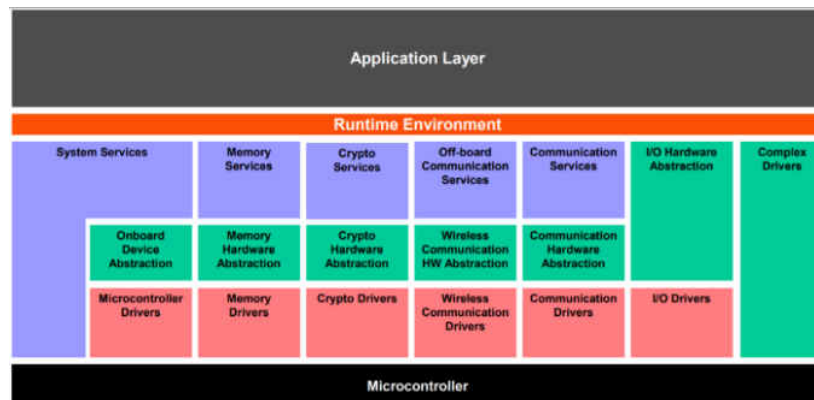 Application Layer
Runtime Environment
System Services
Memory
Services
Crypto
Services
Off-board
Communication
Services
Communication
Services
I/O Hardware
Abstraction
Complex
Drivers
Onboard
Device
Abstraction
Memory
Hardware
Abstraction
Crypto
Hardware
Abstraction
Wireless
Communication
HW Abstraction
Communication
Hardware
Abstraction
Microcontroller
Drivers
Memory
Drivers
Crypto Drivers
Wireless
Communication
Drivers
Communication
Drivers
I/O Drivers
Microcontroller